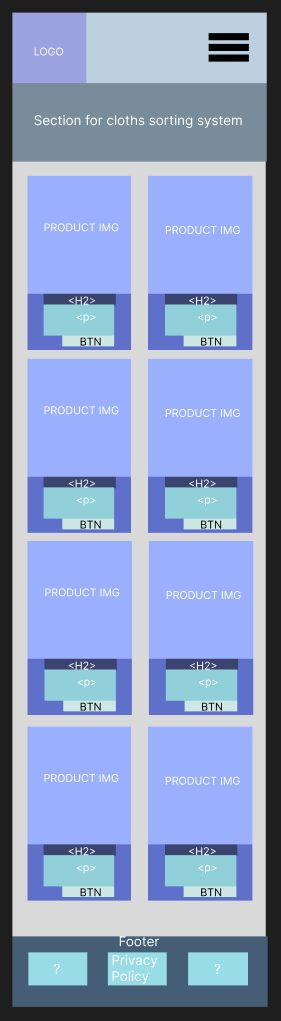 LOGO
Section for cloths sorting system
PRODUCT IMG
PRODUCT IMG
<H2>
<H2>
<p>
<p>
BTN
BTN
PRODUCT IMG
PRODUCT IMG
<H2>
<H2>
<p>
<p>
BTN
BTN
PRODUCT IMG
PRODUCT IMG
<H2>
<H2>
<p>
<p>
BTN
BTN
PRODUCT IMG
PRODUCT IMG
<H2>
<H2>
<p>
<p>
BTN
BTN
Footer
?
Privacy
Policy
?